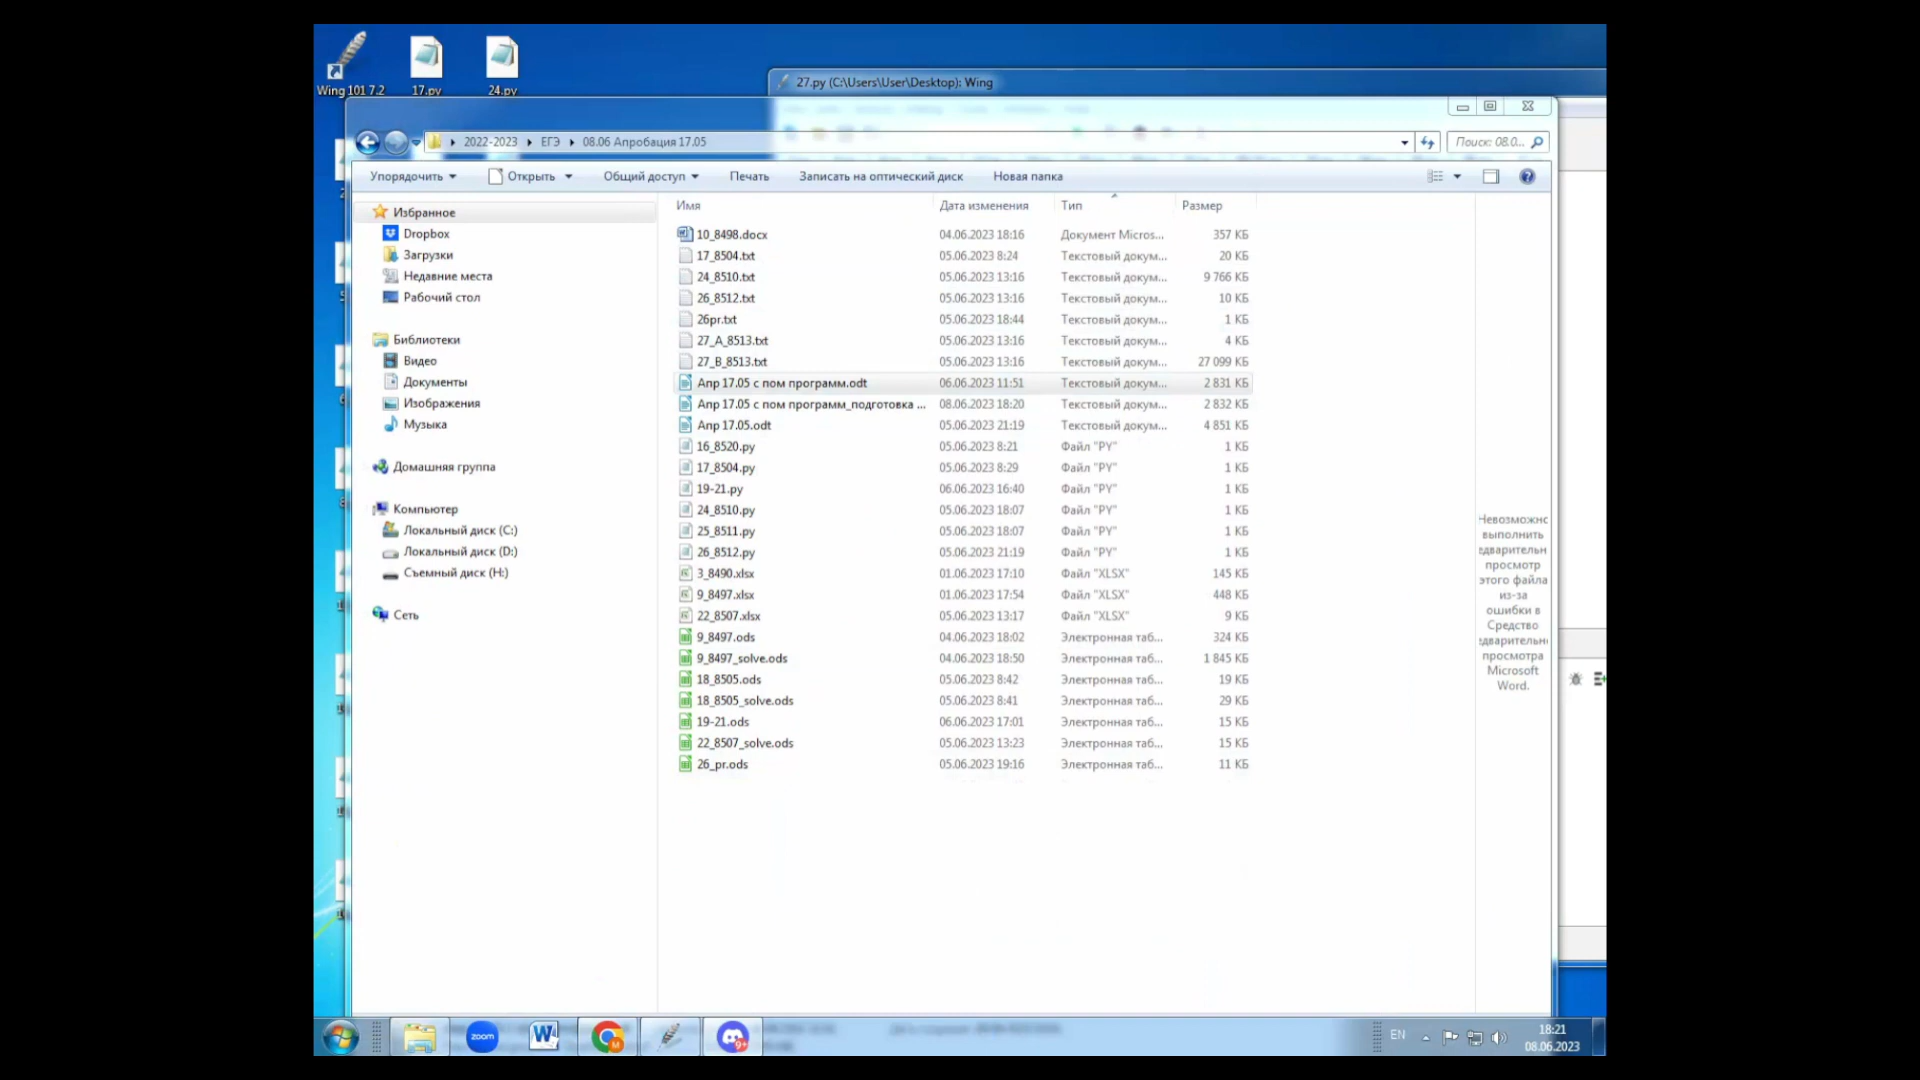 Wing 101 7.2
17.py
24.py
27.py (C:\Users\User\Desktop): Wing
2022-2023
ЕГЭ
08.06 Апробация 17.05
Поиск: 08.0...
Упорядочить
Открыть
Общий доступ
Печать
Записать на оптический диск
Новая папка
Избранное
Dropbox
Загрузки
Недавние места
Рабочий стол
Библиотеки
Видео
Документы
Изображения
Музыка
Домашняя группа
Компьютер
Локальный диск (C:)
Локальный диск (D:)
Съемный диск (H:)
Сеть
Имя Дата изменения Тип Размер
10_8498.docx 04.06.2023 18:16 Документ Micros... 357 КБ
17_8504.txt 05.06.2023 8:24 Текстовый докум... 20 КБ
24_8510.txt 05.06.2023 13:16 Текстовый докум... 9 766 КБ
26_8512.txt 05.06.2023 13:16 Текстовый докум... 10 КБ
26pr.txt 05.06.2023 18:44 Текстовый докум... 1 КБ
27_A_8513.txt 05.06.2023 13:16 Текстовый докум... 4 КБ
27_B_8513.txt 05.06.2023 13:16 Текстовый докум... 27 099 КБ
Апр 17.05 с пом программ.odt 06.06.2023 11:51 Текстовый докум... 2 831 КБ
Апр 17.05 с пом программ_подготовка ... 08.06.2023 18:20 Текстовый докум... 2 832 КБ
Апр 17.05.odt 05.06.2023 21:19 Текстовый докум... 4 851 КБ
16_8520.py 05.06.2023 8:21 Файл "PY" 1 КБ
17_8504.py 05.06.2023 8:29 Файл "PY" 1 КБ
19-21.py 06.06.2023 16:40 Файл "PY" 1 КБ
24_8510.py 05.06.2023 18:07 Файл "PY" 1 КБ
25_8511.py 05.06.2023 18:07 Файл "PY" 1 КБ
26_8512.py 05.06.2023 21:19 Файл "PY" 1 КБ
3_8490.xlsx 01.06.2023 17:10 Файл "XLSX" 145 КБ
9_8497.xlsx 01.06.2023 17:54 Файл "XLSX" 448 КБ
22_8507.xlsx 05.06.2023 13:17 Файл "XLSX" 9 КБ
9_8497.ods 04.06.2023 18:02 Электронная таб... 324 КБ
9_8497_solve.ods 04.06.2023 18:50 Электронная таб... 1 845 КБ
18_8505.ods 05.06.2023 8:42 Электронная таб... 19 КБ
18_8505_solve.ods 05.06.2023 8:41 Электронная таб... 29 КБ
19-21.ods 06.06.2023 17:01 Электронная таб... 15 КБ
22_8507_solve.ods 05.06.2023 13:23 Электронная таб... 15 КБ
26_pr.ods 05.06.2023 19:16 Электронная таб... 11 КБ
Невозможно
выполнить
едварительн
просмотр
этого файла
из-за
ошибки в
Средство
едварительн
просмотра
Microsoft
Word.
zoom
EN
18:21
08.06.2023